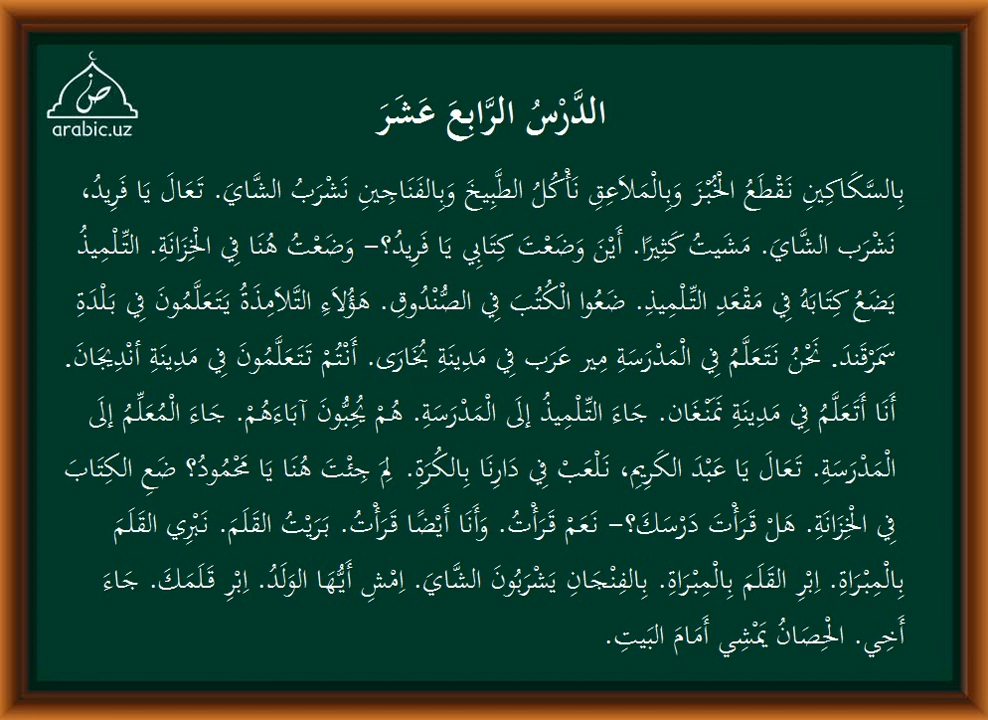 ض
arabic.uz
الدَّرْسُ الرَّابِعَ عَشَرَ
بِالسَّكَاكِينِ نَقْطَعُ الْخُبْزَ وَبِالْمَلاَعِقِ نَأْكُلُ الطَّبِيخَ وَبِالفَنَاجِينِ نَشْرَبُ الشَّايَ. تَعَالَ يَا فَرِيدُ،
نَشْرَب الشَّايَ. مَشَيتُ كَثِيرًا. أَيْنَ وَضَعْتَ كِتَابِي يَا فَرِيدُ؟– وَضَعْتُ هُنَا فِي الْخِزَانَةِ. التِّلْمِيذُ
يَضَعُ كِتَابَهُ فِي مَقْعَدِ التِّلْمِيذِ. ضَعُوا الْكُتُبَ فِي الصُّنْدُوقِ. هَؤُلاَءِ التَّلاَمِذَةُ يَتَعَلَّمُونَ فِي بَلْدَةِ
سَمَرْقَندَ. نَحْنُ نَتَعَلَّمُ فِي الْمَدْرَسَةِ مِير عَرَب فِي مَدِينَةِ بُخَارَى. أَنْتُمْ تَتَعَلَّمُونَ فِي مَدِينَةِ أنْدِيجَانَ.
أَنَا أَتَعَلَّمُ فِي مَدِينَةِ نَمَنْغَان. جَاءَ التِّلْمِيذُ إلَى الْمَدْرَسَةِ. هُمْ يُحِبُّونَ آبَاءَهُمْ. جَاءَ الْمُعَلِّمُ إلَى
الْمَدْرَسَةِ. تَعَالَ يَا عَبْدَ الكَرِيمِ، نَلْعَبْ فِي دَارِنَا بِالكُرَةِ. لِمَ جِئْتَ هُنَا يَا مَحْمُودُ؟ ضَعِ الكِتَابَ
فِي الْخِزَانَةِ. هَلْ قَرَأْتَ دَرْسَكَ؟– نَعَمْ قَرَأْتُ. وَأَنَا أَيْضًا قَرَأْتُ. بَرَيْتُ القَلَمَ. نَبْرِي القَلَمَ
بِالْمِبْرَاةِ. اِبْرِ القَلَمَ بِالْمِبْرَاةِ. بِالفِنْجَانِ يَشْرَبُونَ الشَّايَ. اِمْشِ أَيُّهَا الوَلَدُ. اِبْرِ قَلَمَكَ. جَاءَ
أَخِي. الْحِصَانُ يَمْشِي أَمَامَ البَيتِ.